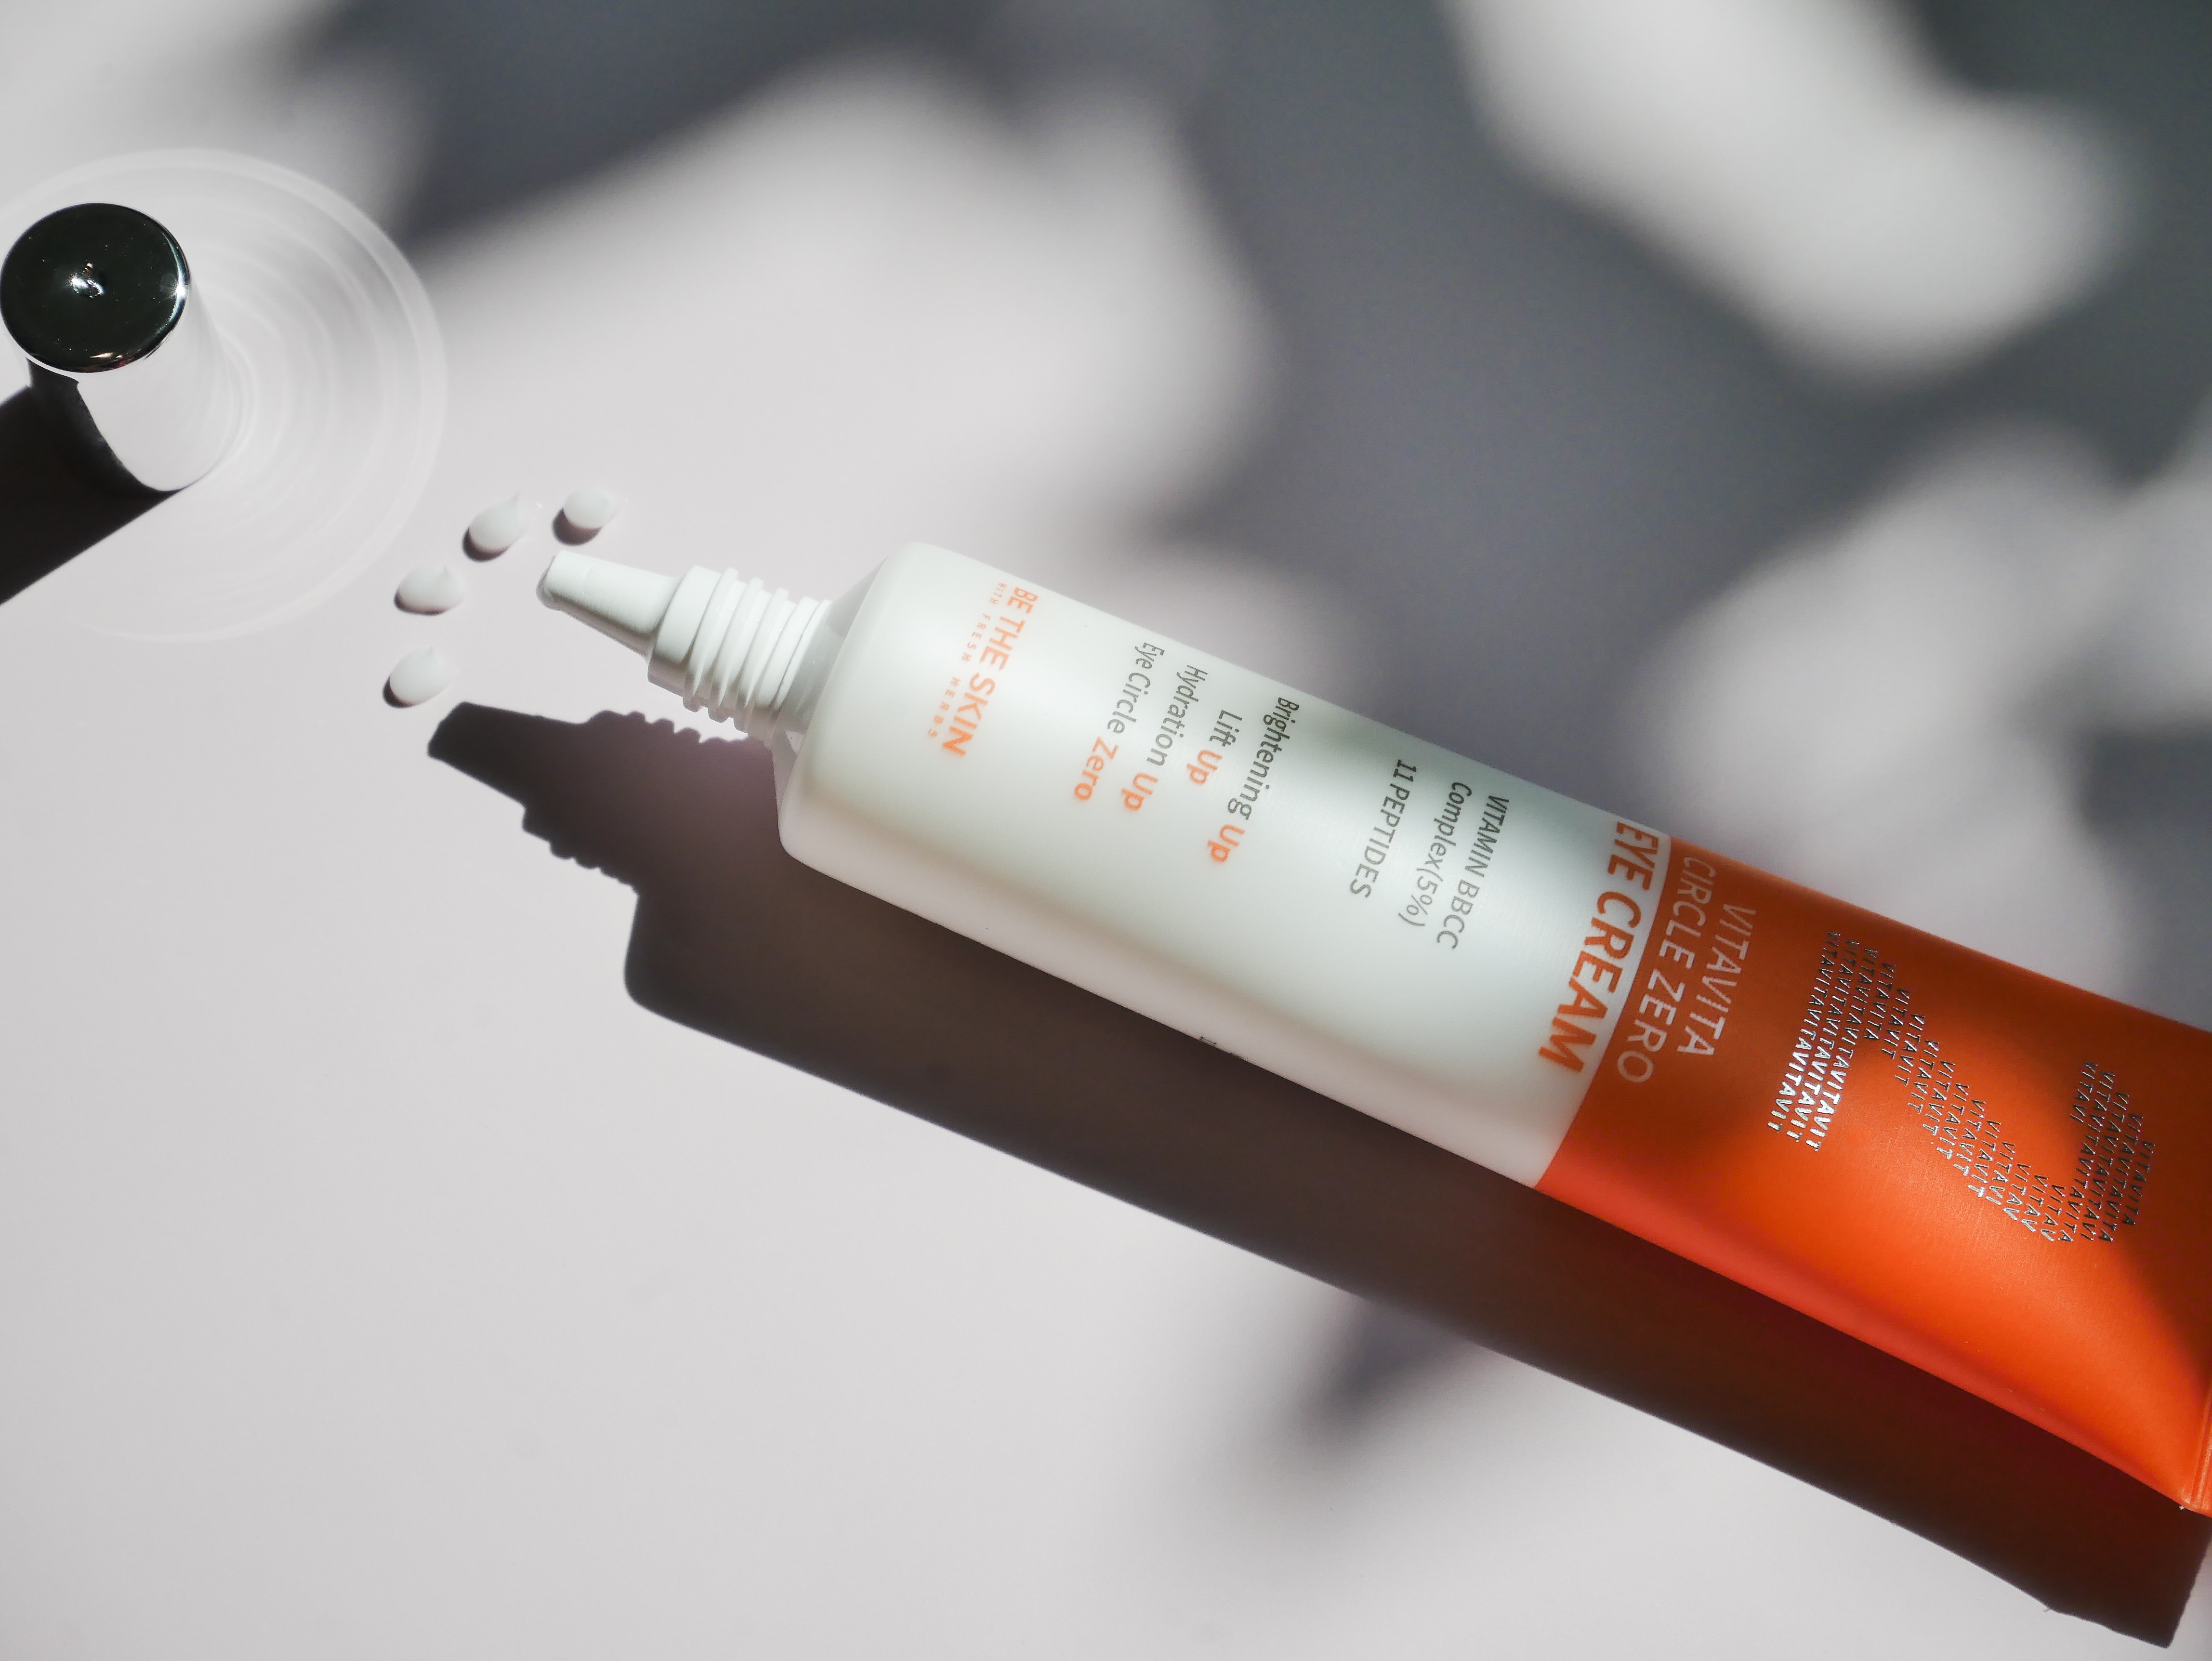 VITAVITA
CIRCLE ZERO
EYE CREAM
VITAMIN BBCC
Complex(5%)
11 PEPTIDES
Brightening Up
Lift Up
Hydration Up
Eye Circle Zero
BE THE SKIN
WITH FRESH HERBS